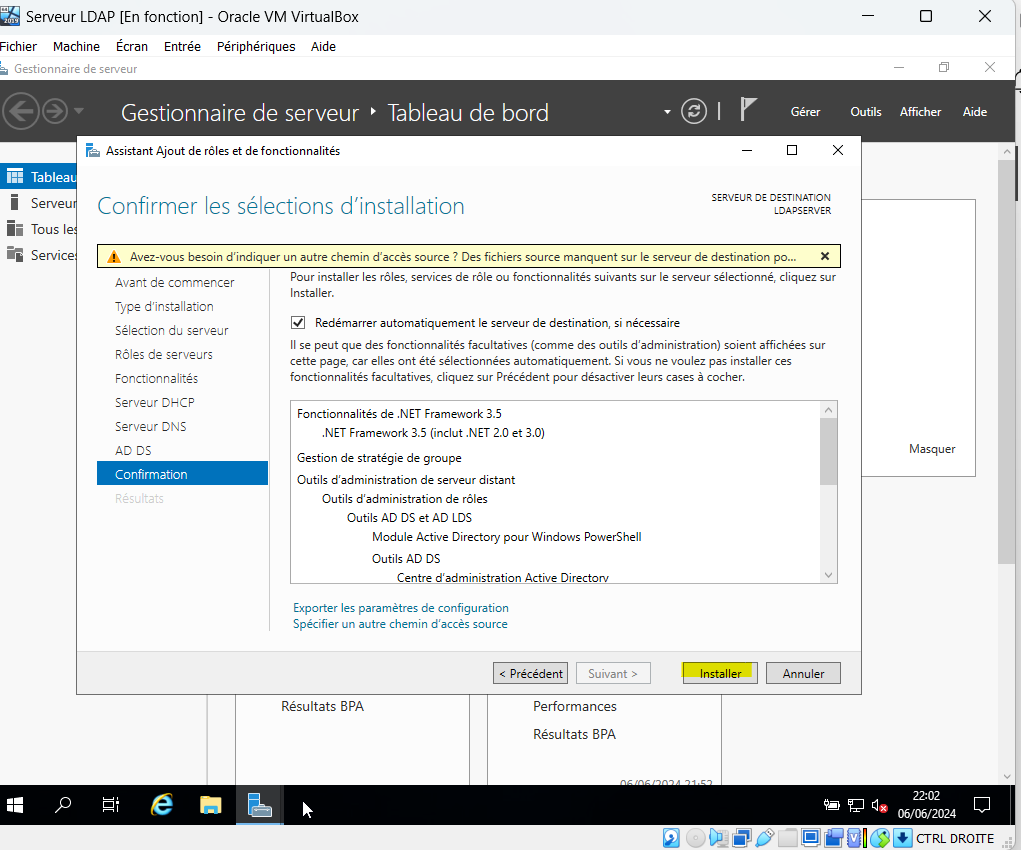 Serveur LDAP [En fonction] - Oracle VM VirtualBox
Fichier Machine Écran Entrée Périphériques Aide
Gestionnaire de serveur
Gestionnaire de serveur ‣ Tableau de bord
Gérer Outils Afficher Aide
Assistant Ajout de rôles et de fonctionnalités
Tableau
Serveur
Tous les
Services
Confirmer les sélections d’installation
SERVEUR DE DESTINATION
LDAPSERVER
Avez-vous besoin d’indiquer un autre chemin d’accès source ? Des fichiers source manquent sur le serveur de destination po...
Avant de commencer
Type d’installation
Sélection du serveur
Rôles de serveurs
Fonctionnalités
Serveur DHCP
Serveur DNS
AD DS
Confirmation
Résultats
Pour installer les rôles, services de rôle ou fonctionnalités suivants sur le serveur sélectionné, cliquez sur
Installer.
Redémarrer automatiquement le serveur de destination, si nécessaire
Il se peut que des fonctionnalités facultatives (comme des outils d’administration) soient affichées sur
cette page, car elles ont été sélectionnées automatiquement. Si vous ne voulez pas installer ces
fonctionnalités facultatives, cliquez sur Précédent pour désactiver leurs cases à cocher.
Fonctionnalités de .NET Framework 3.5
.NET Framework 3.5 (inclut .NET 2.0 et 3.0)
Gestion de stratégie de groupe
Outils d’administration de serveur distant
Outils d’administration de rôles
Outils AD DS et AD LDS
Module Active Directory pour Windows PowerShell
Outils AD DS
Centre d’administration Active Directory
Exporter les paramètres de configuration
Spécifier un autre chemin d’accès source
< Précédent Suivant > Installer Annuler
Masquer
Résultats BPA
Performances
Résultats BPA
06/06/2024 21:52
22:02
06/06/2024
CTRL DROITE